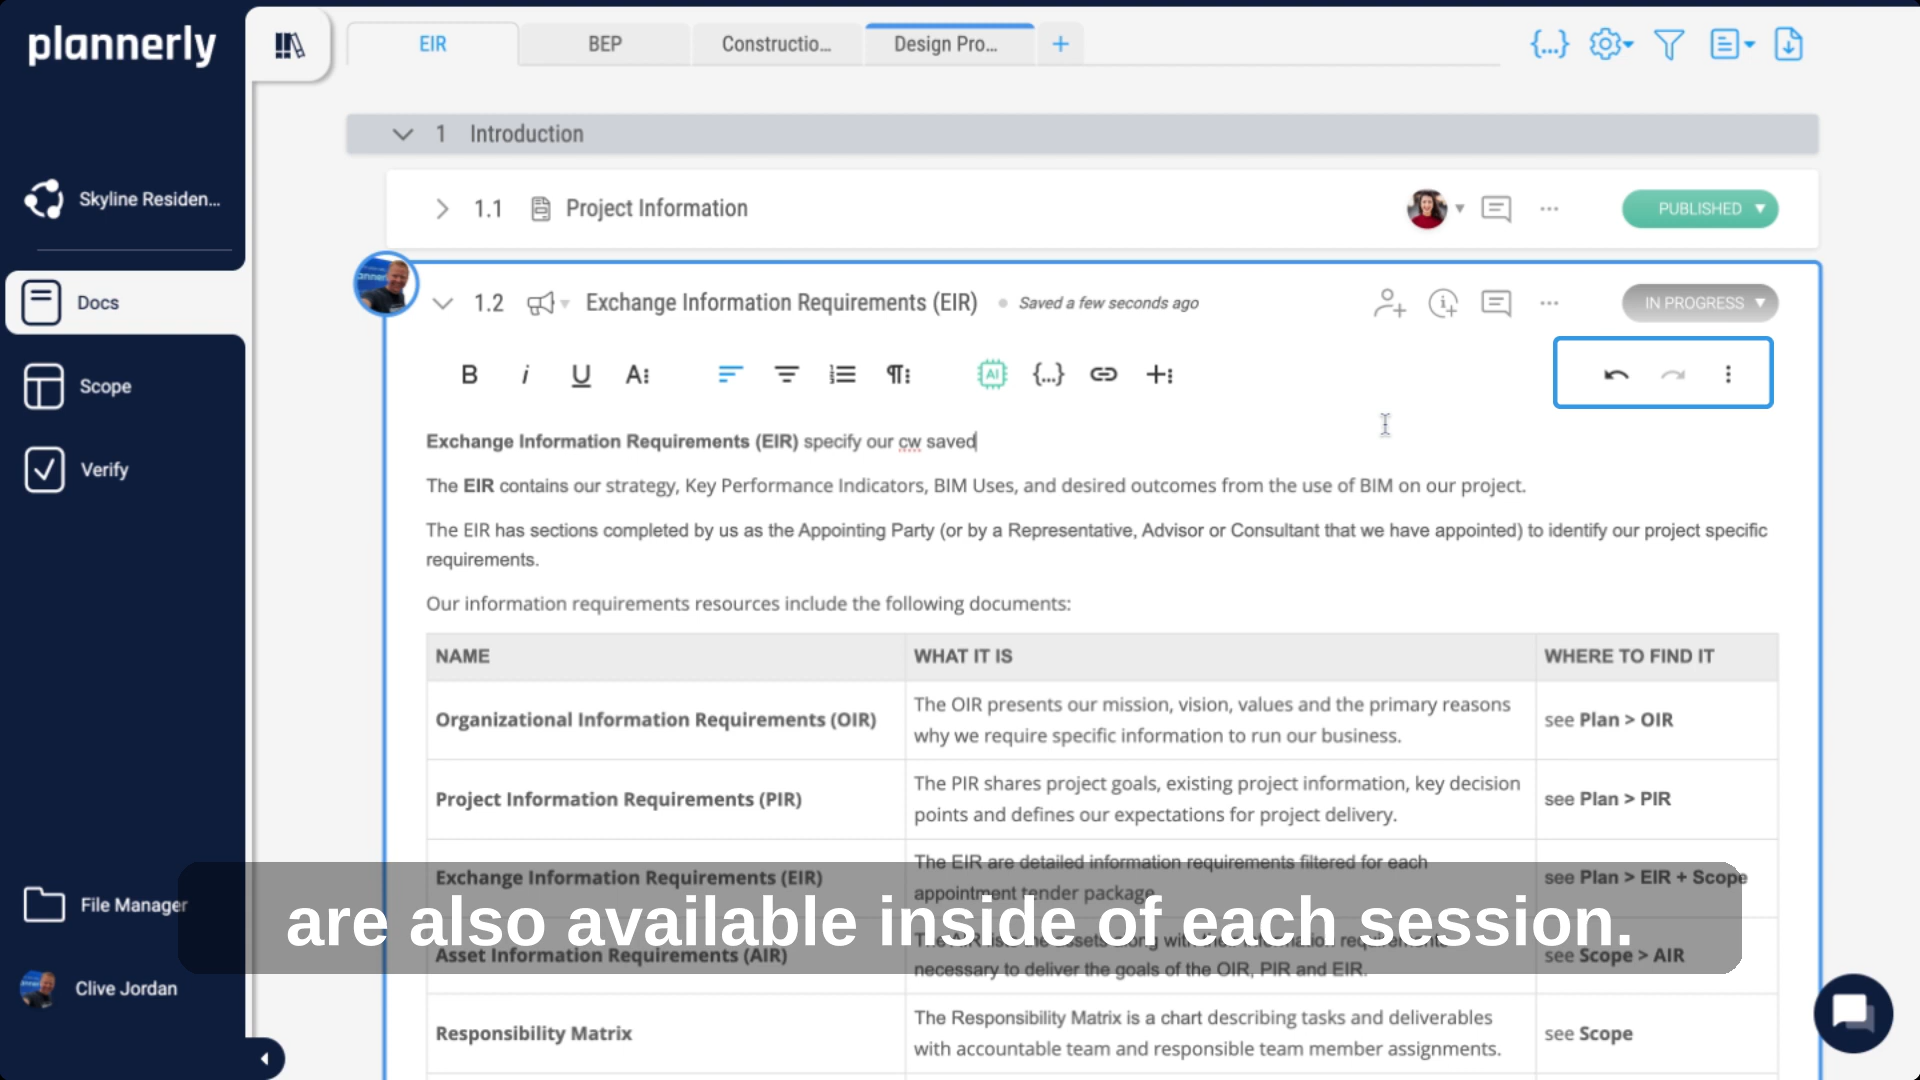 plannerly
EIR
BEP
Constructio...
Design Pro...
+
{...}
Skyline Residen...
Docs
Scope
Verify
File Manager
Clive Jordan
1 Introduction
1.1 Project Information
PUBLISHED
1.2 Exchange Information Requirements (EIR) Saved a few seconds ago
IN PROGRESS
B i U A AI {...}
Exchange Information Requirements (EIR) specify our cw saved
The EIR contains our strategy, Key Performance Indicators, BIM Uses, and desired outcomes from the use of BIM on our project.
The EIR has sections completed by us as the Appointing Party (or by a Representative, Advisor or Consultant that we have appointed) to identify our project specific
requirements.
Our information requirements resources include the following documents:
NAME WHAT IT IS WHERE TO FIND IT
Organizational Information Requirements (OIR)
The OIR presents our mission, vision, values and the primary reasons
why we require specific information to run our business.
see Plan > OIR
Project Information Requirements (PIR)
The PIR shares project goals, existing project information, key decision
points and defines our expectations for project delivery.
see Plan > PIR
Exchange Information Requirements (EIR)
The EIR are detailed information requirements filtered for each
appointment tender package
see Plan > EIR + Scope
are also available inside of each session.
Asset Information Requirements (AIR)
necessary to deliver the goals of the OIR, PIR and EIR.
see Scope > AIR
Responsibility Matrix
The Responsibility Matrix is a chart describing tasks and deliverables
with accountable team and responsible team member assignments.
see Scope